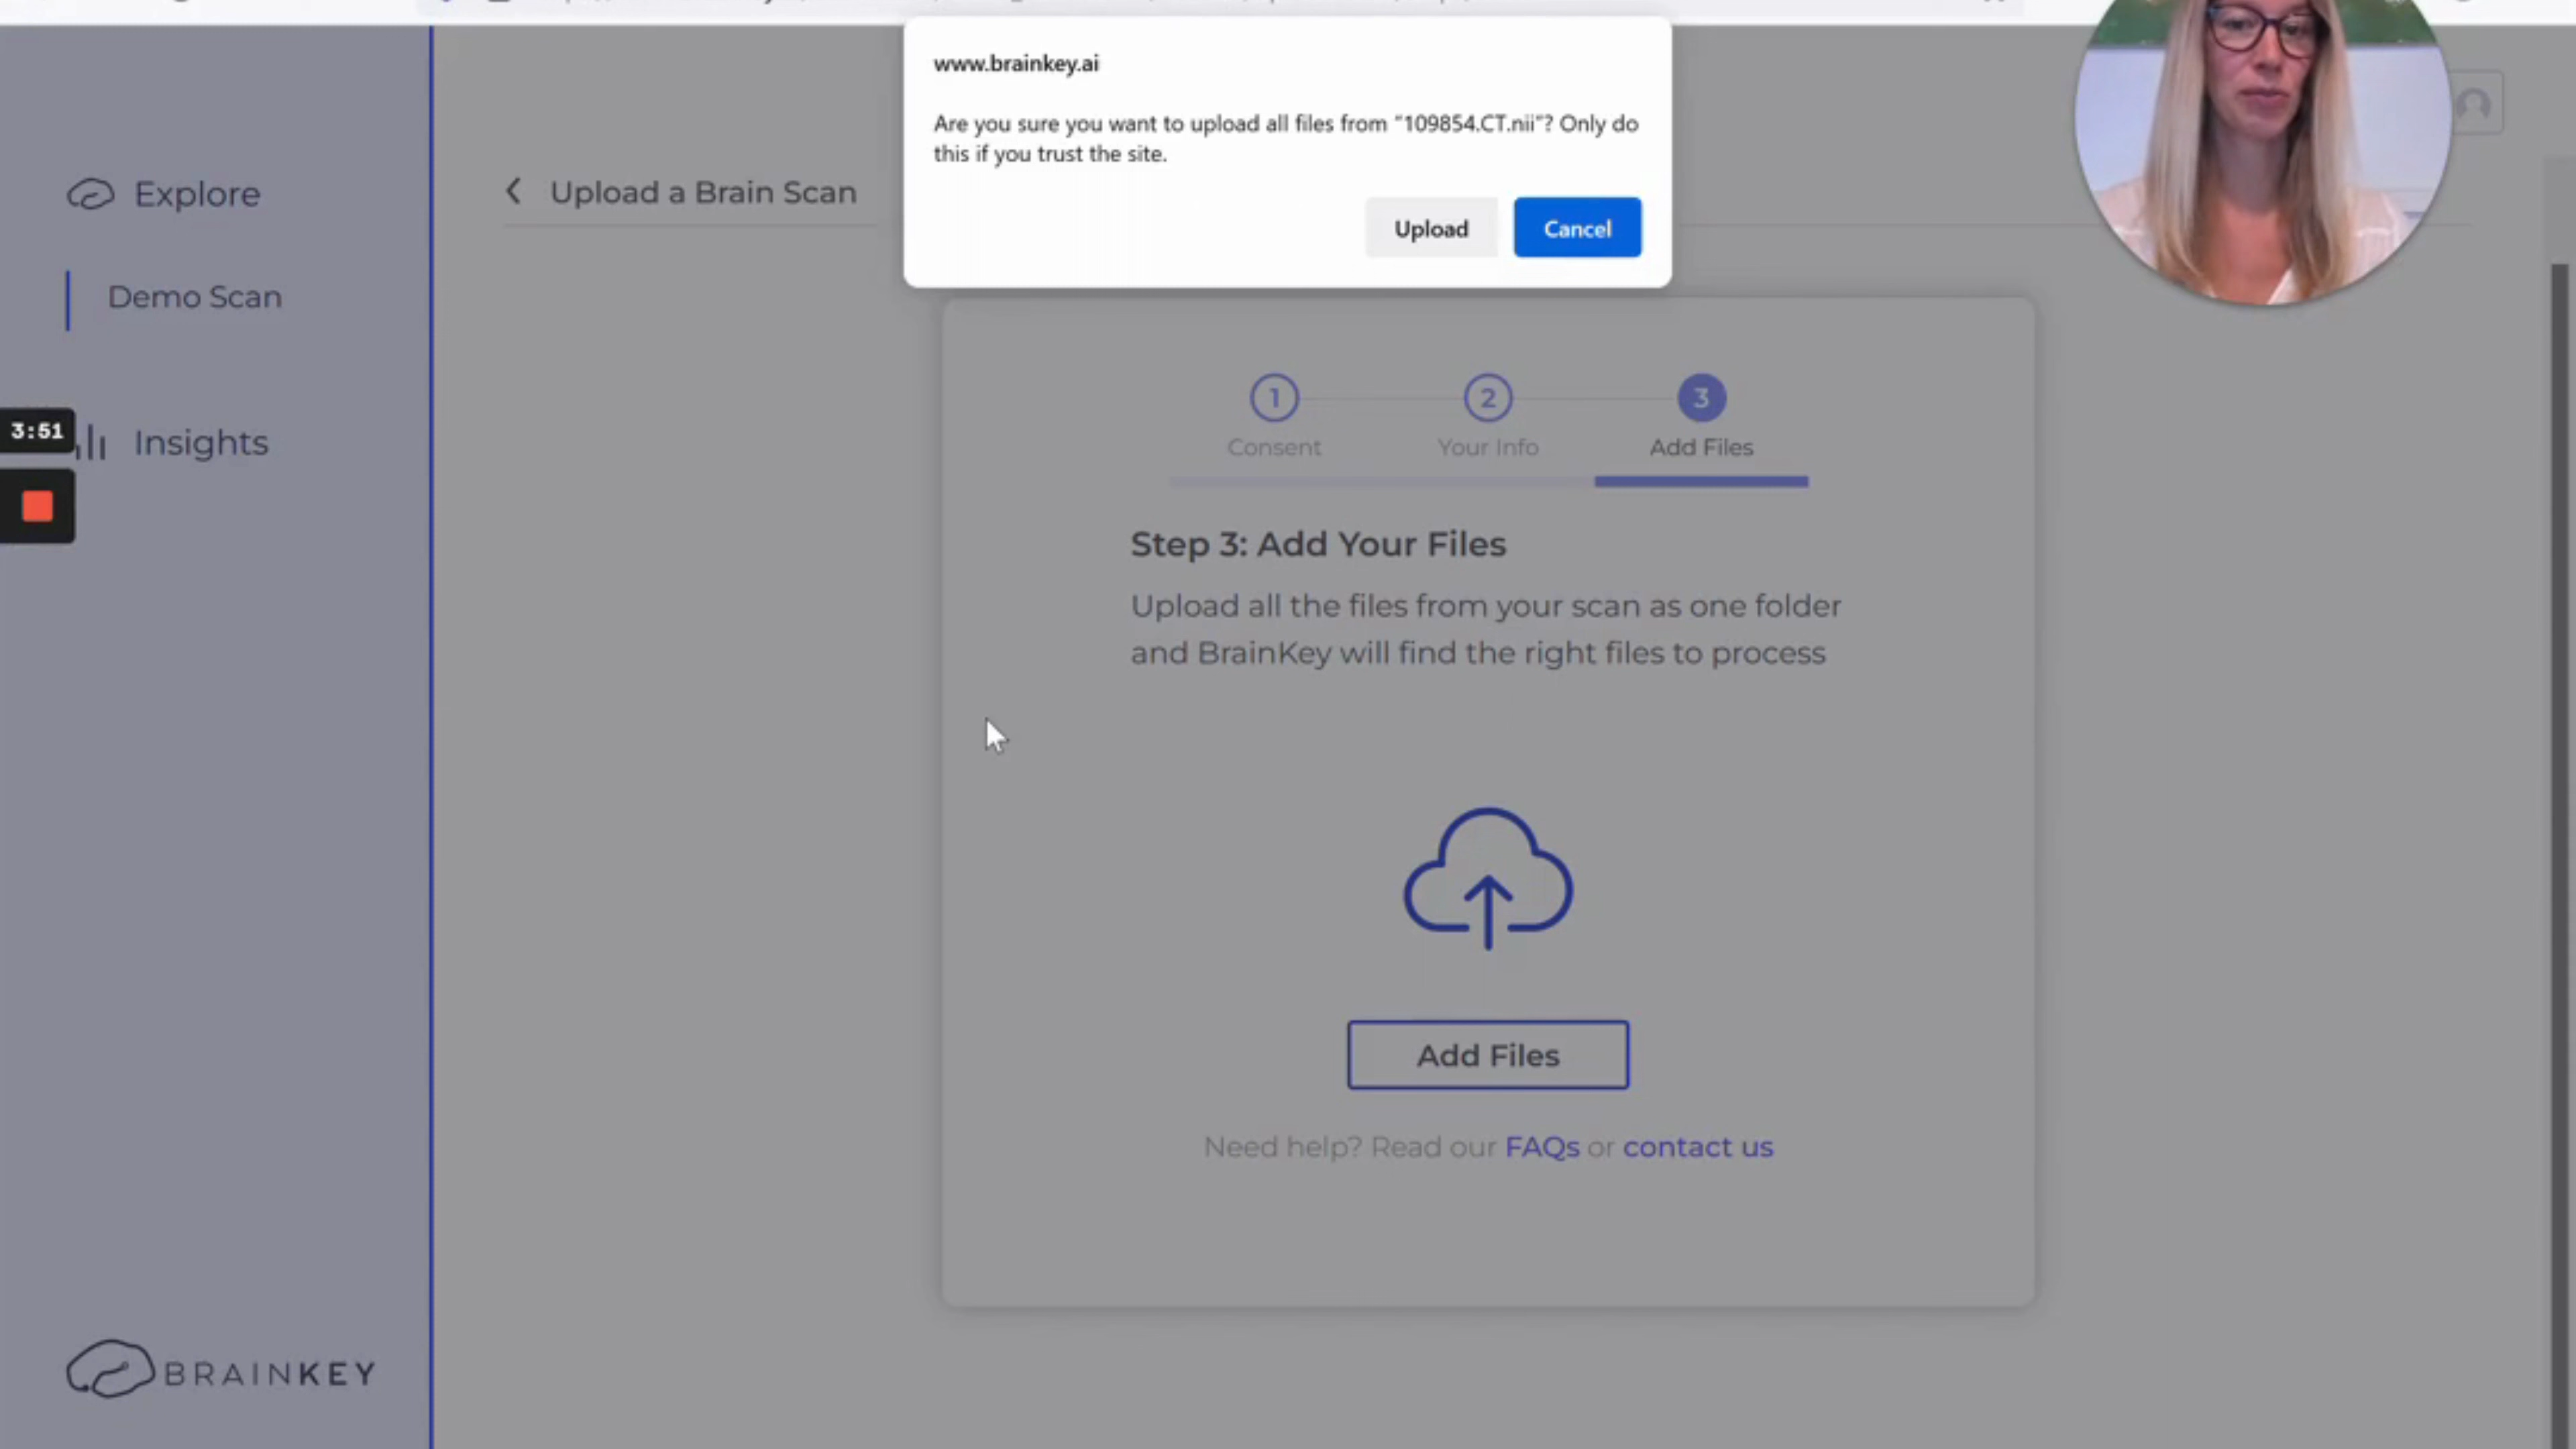 www.brainkey.ai
Are you sure you want to upload all files from "109854.CT.nii"? Only do
this if you trust the site.
Upload
Cancel
Explore
Upload a Brain Scan
Demo Scan
3:51
Insights
1
2
3
Consent
Your Info
Add Files
Step 3: Add Your Files
Upload all the files from your scan as one folder
and BrainKey will find the right files to process
Add Files
Need help? Read our FAQs or contact us
BRAINKEY